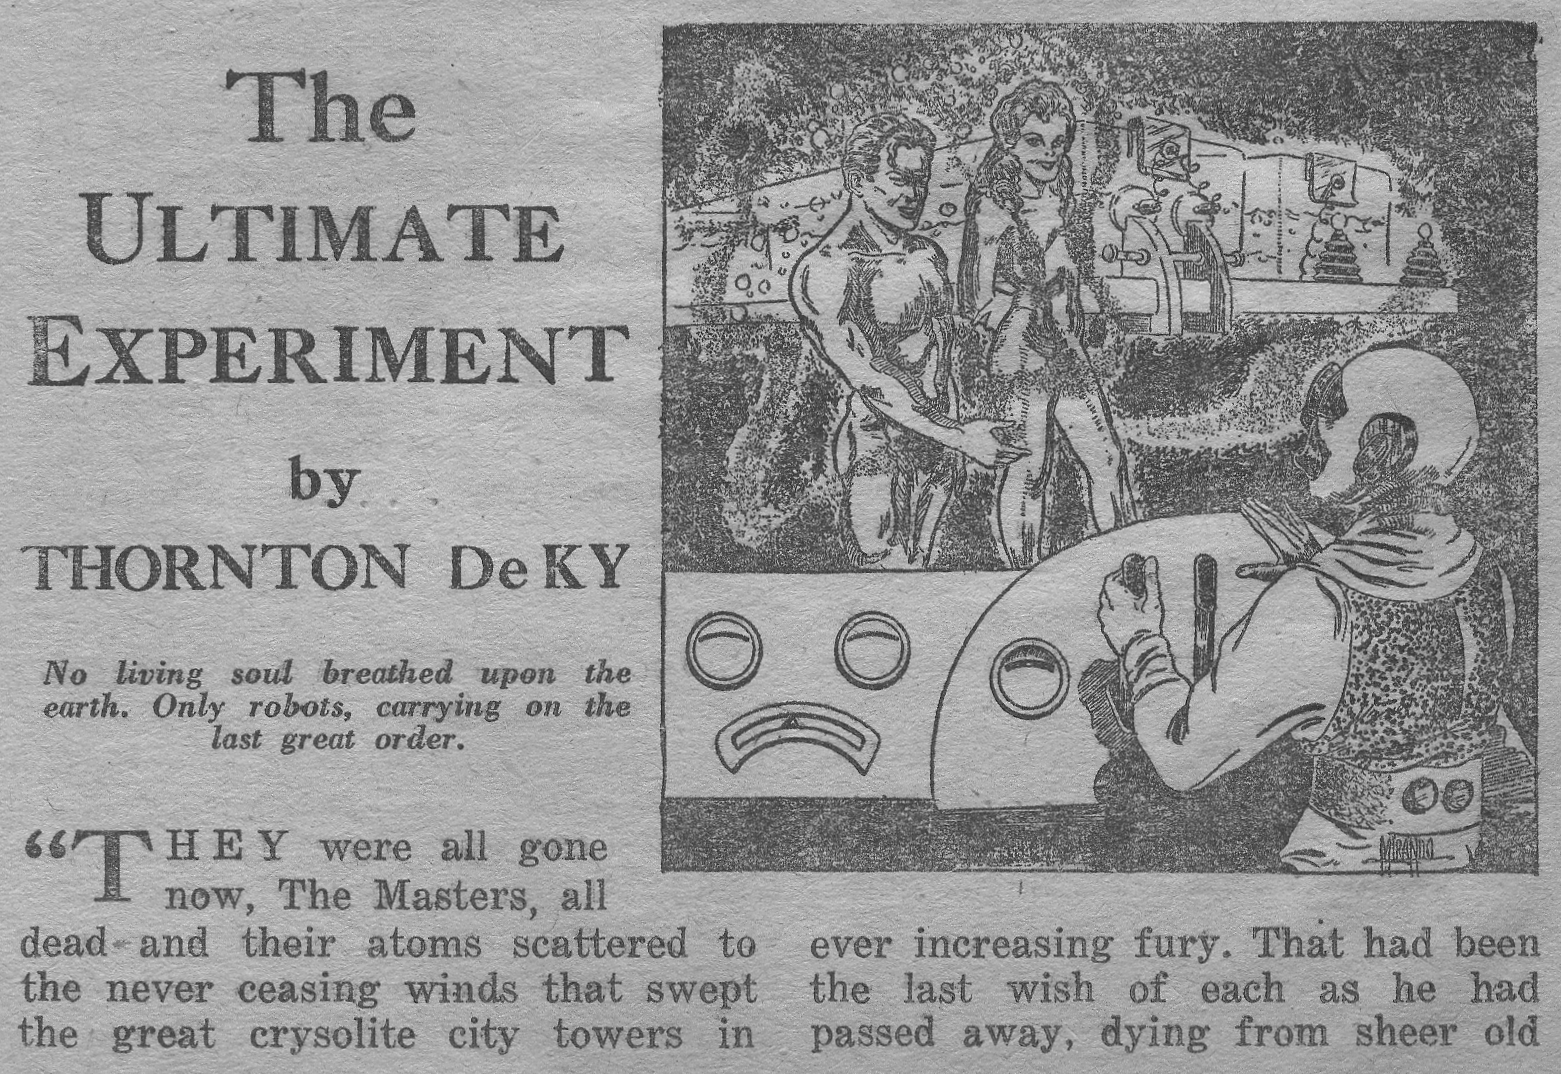 The
ULTIMATE
EXPERIMENT
by
THORNTON DeKY
No living soul breathed upon the
earth. Only robots, carrying on the
last great order.
“THEY were all gone
now, The Masters, all
dead and their atoms scattered to
the never ceasing winds that swept
the great crysolite city towers in
ever increasing fury. That had been
the last wish of each as he had
passed away, dying from sheer old
MIRANDO